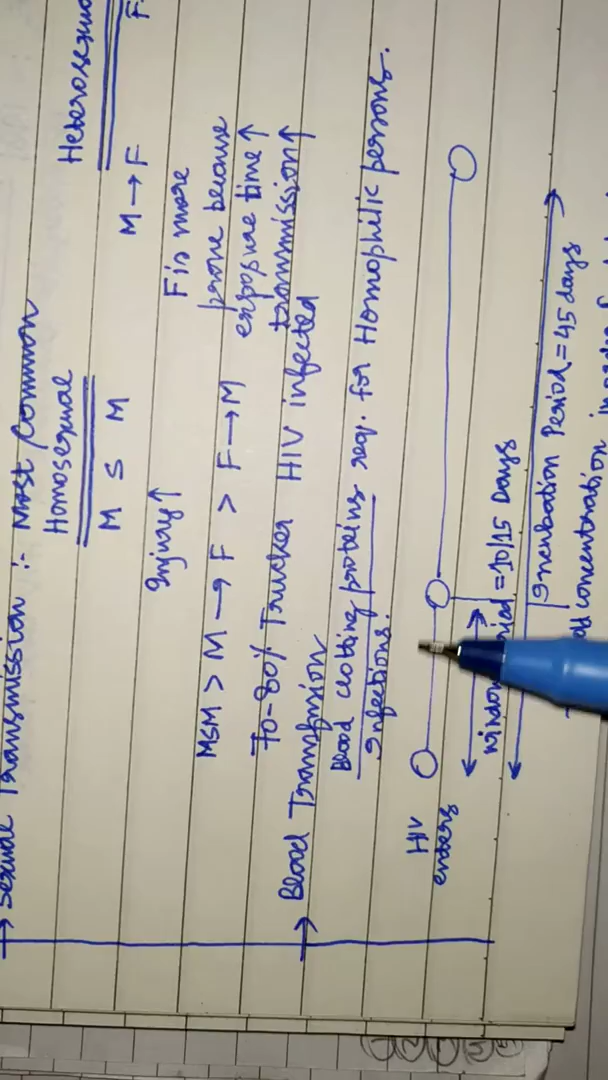 → Sexual Transmission :- Most Common
Homosexual
Heterosexual
M S M
M → F
F
Injury↑
F is more
prone because
exposure time↑
transmission↑
MSM > M → F > F → M
70-80% Trucker HIV infected
→ Blood Transfusion
Blood clotting proteins req. for Homophilic persons.
Infections.
HIV
enters
window = 10/15 Days
Incubation Period = 45 days
concentration